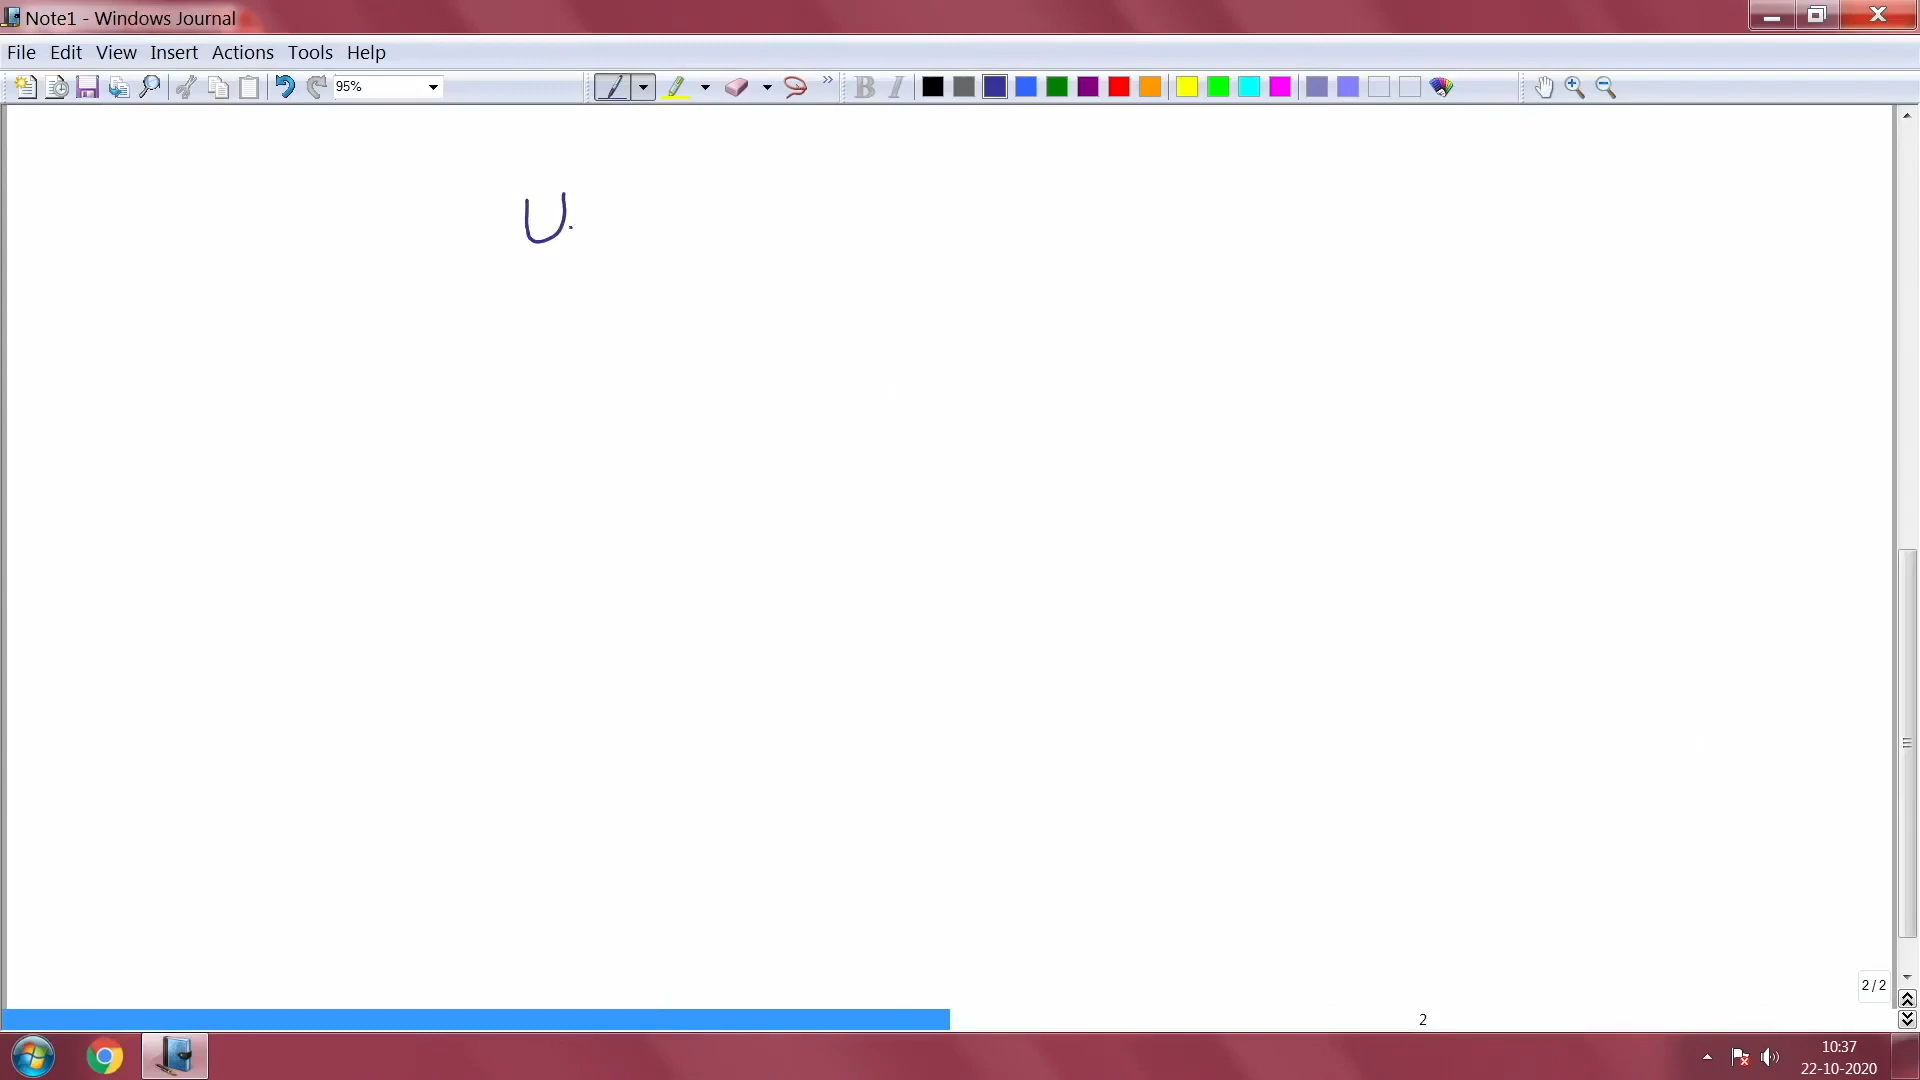 Note1 - Windows Journal
File Edit View Insert Actions Tools Help
95%
B I
U
2 / 2
2
10:37
22-10-2020